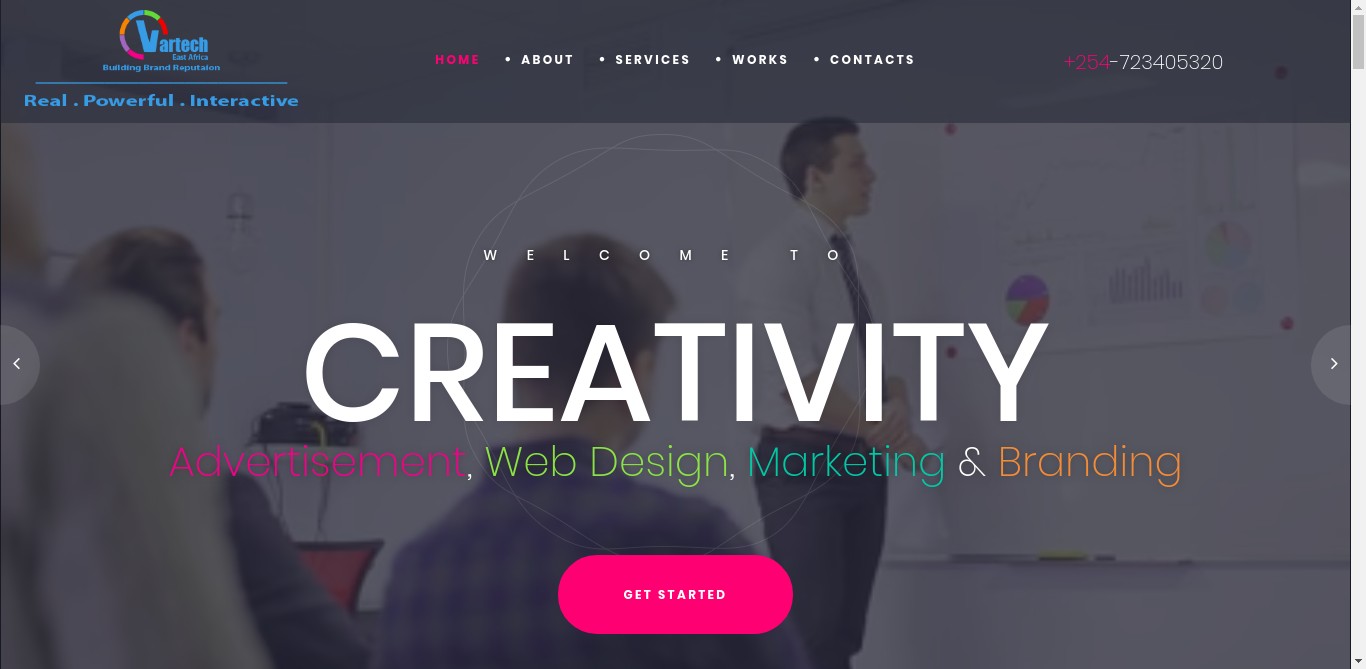 Vartech
East Africa
Building Brand Reputaion
Real . Powerful . Interactive
HOME • ABOUT • SERVICES • WORKS • CONTACTS
+254-723405320
WELCOME TO
CREATIVITY
Advertisement, Web Design, Marketing & Branding
GET STARTED